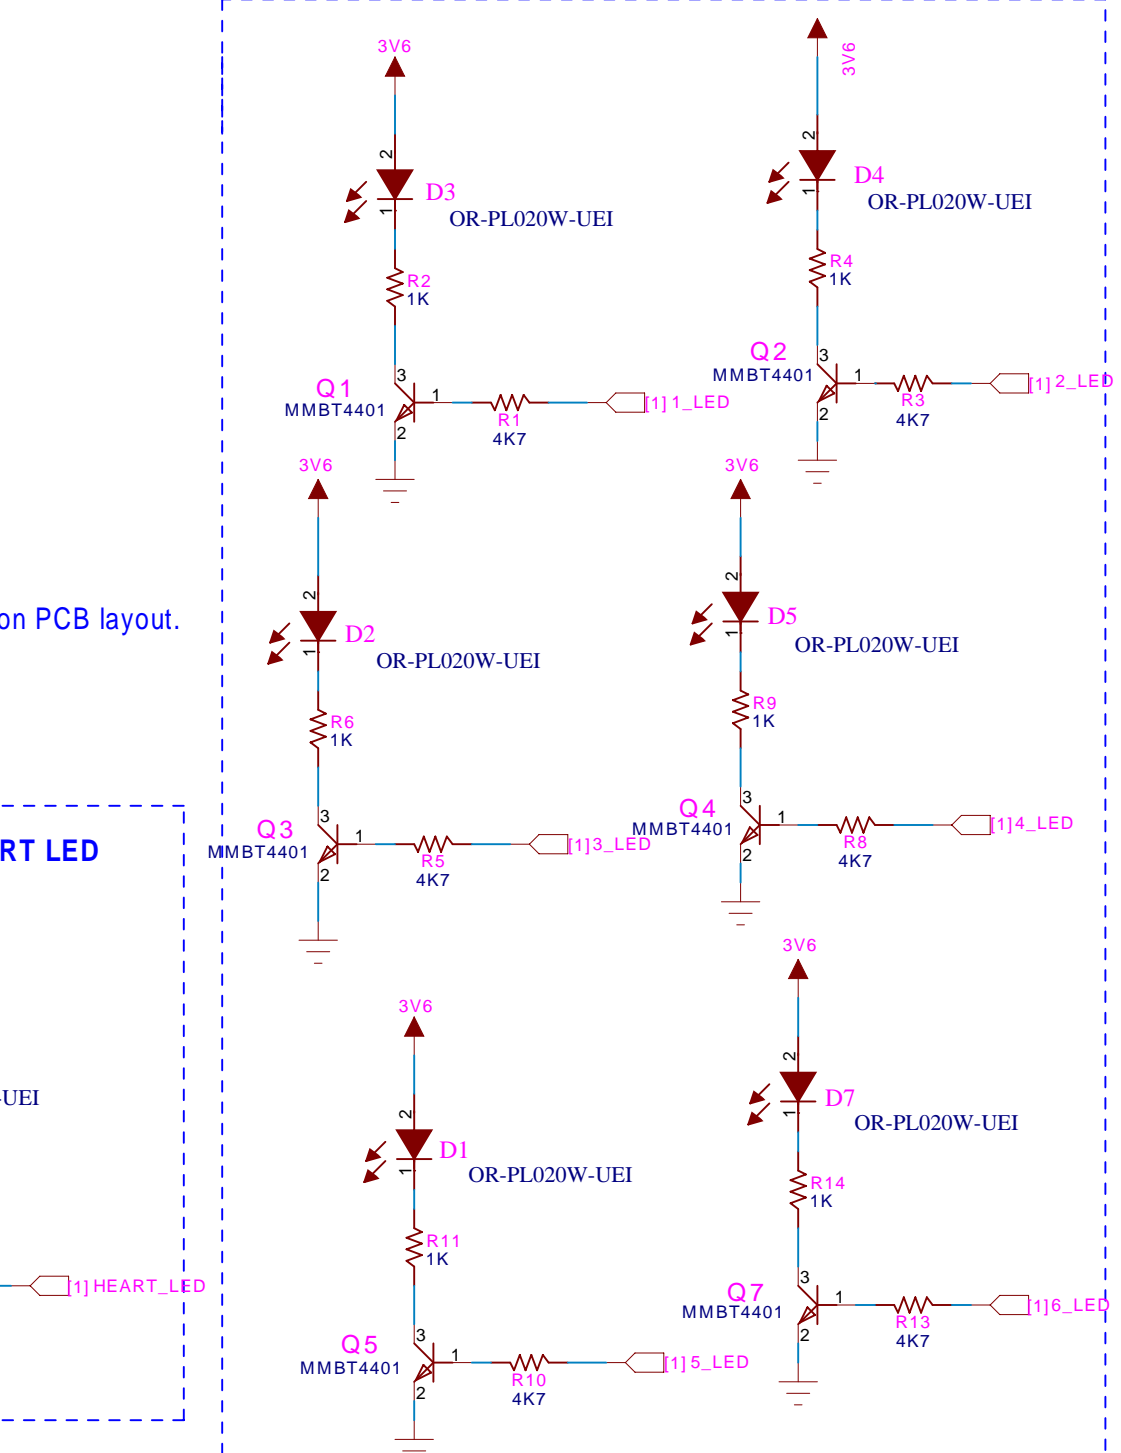 3V6
2
1
D3
OR-PL020W-UEI
R2
1K
Q1
MMBT4401
3
1
2
R1
4K7
[1] 1_LED
3V6
2
1
D4
OR-PL020W-UEI
R4
1K
Q2
MMBT4401
3
1
2
R3
4K7
[1] 2_LED
3V6
2
1
D2
OR-PL020W-UEI
R6
1K
Q3
MMBT4401
3
1
2
R5
4K7
[1] 3_LED
3V6
2
1
D5
OR-PL020W-UEI
R9
1K
Q4
MMBT4401
3
1
2
R8
4K7
[1] 4_LED
on PCB layout.
RT LED
-UEI
[1] HEART_LED
3V6
2
1
D1
OR-PL020W-UEI
R11
1K
Q5
MMBT4401
3
1
2
R10
4K7
[1] 5_LED
3V6
2
1
D7
OR-PL020W-UEI
R14
1K
Q7
MMBT4401
3
1
2
R13
4K7
[1] 6_LED